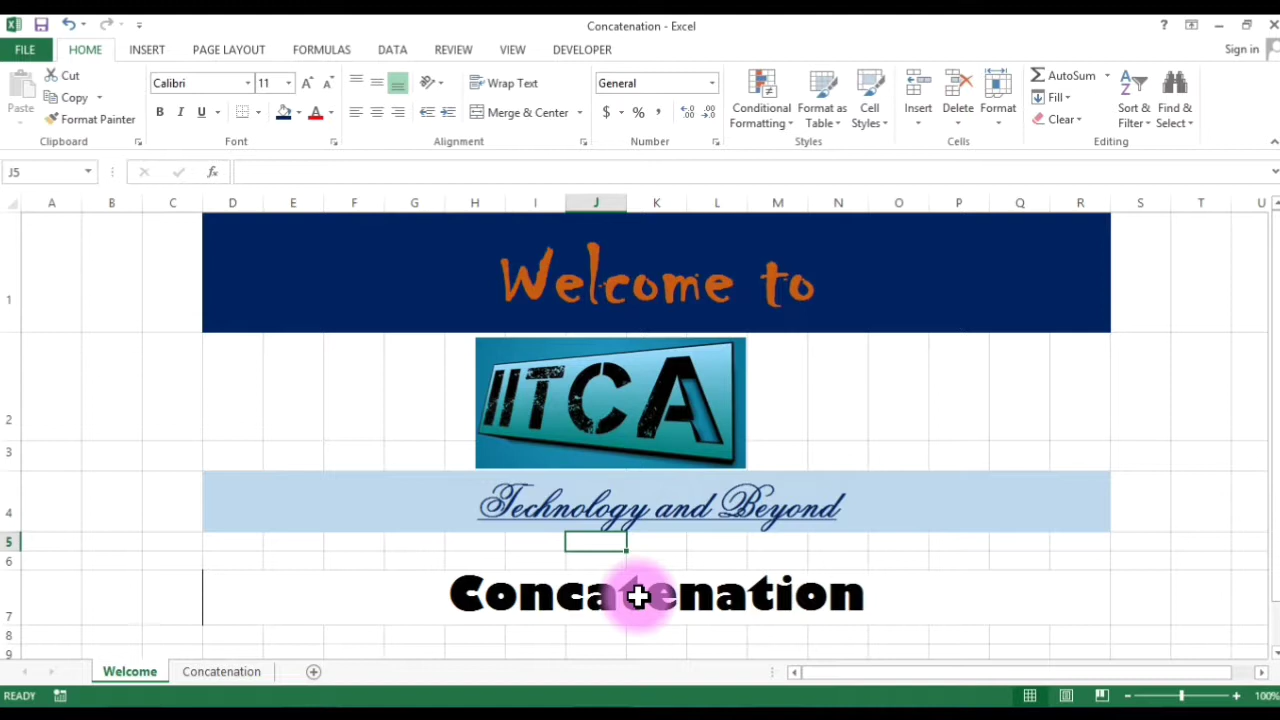 Concatenation - Excel
?
FILE HOME INSERT PAGE LAYOUT FORMULAS DATA REVIEW VIEW DEVELOPER Sign in
Paste
Cut
Copy
Format Painter
Clipboard
Calibri 11
B I U
Font
Wrap Text
Merge & Center
Alignment
General
$ % ,
Number
Conditional Formatting
Format as Table
Cell Styles
Styles
Insert
Delete
Format
Cells
AutoSum
Fill
Clear
Sort & Filter
Find & Select
Editing
J5 fx
A B C D E F G H I J K L M N O P Q R S T U
1
Welcome to
2
IITCA
3
4
Technology and Beyond
5
6
7
Concatenation
8
9
Welcome Concatenation
READY 100%